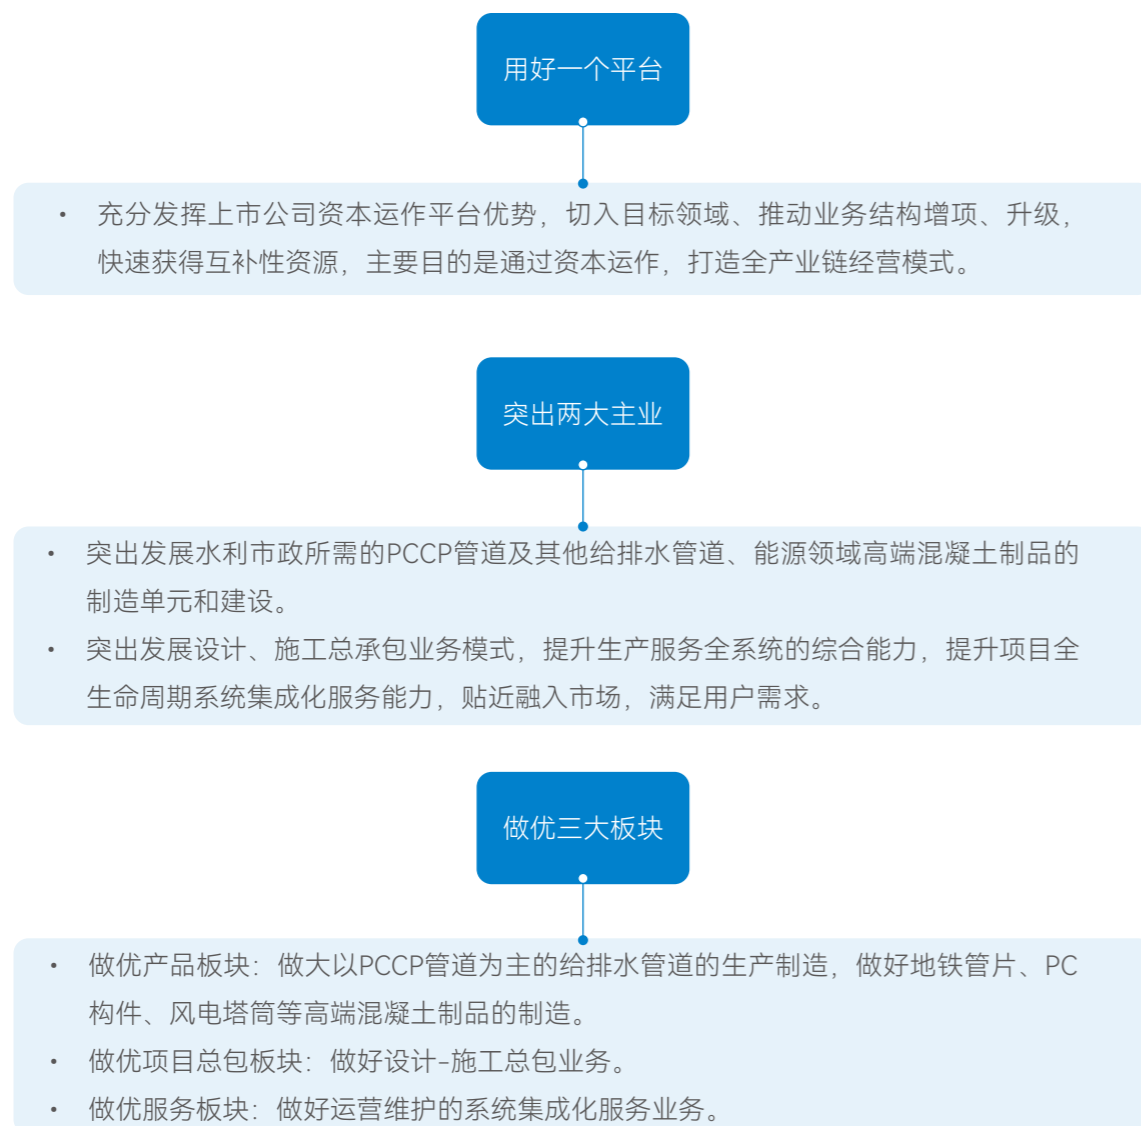 用好一个平台
• 充分发挥上市公司资本运作平台优势，切入目标领域、推动业务结构增项、升级，
快速获得互补性资源，主要目的是通过资本运作，打造全产业链经营模式。
突出两大主业
• 突出发展水利市政所需的PCCP管道及其他给排水管道、能源领域高端混凝土制品的
制造单元和建设。
• 突出发展设计、施工总承包业务模式，提升生产服务全系统的综合能力，提升项目全
生命周期系统集成化服务能力，贴近融入市场，满足用户需求。
做优三大板块
• 做优产品板块：做大以PCCP管道为主的给排水管道的生产制造，做好地铁管片、PC
构件、风电塔筒等高端混凝土制品的制造。
• 做优项目总包板块：做好设计-施工总包业务。
• 做优服务板块：做好运营维护的系统集成化服务业务。